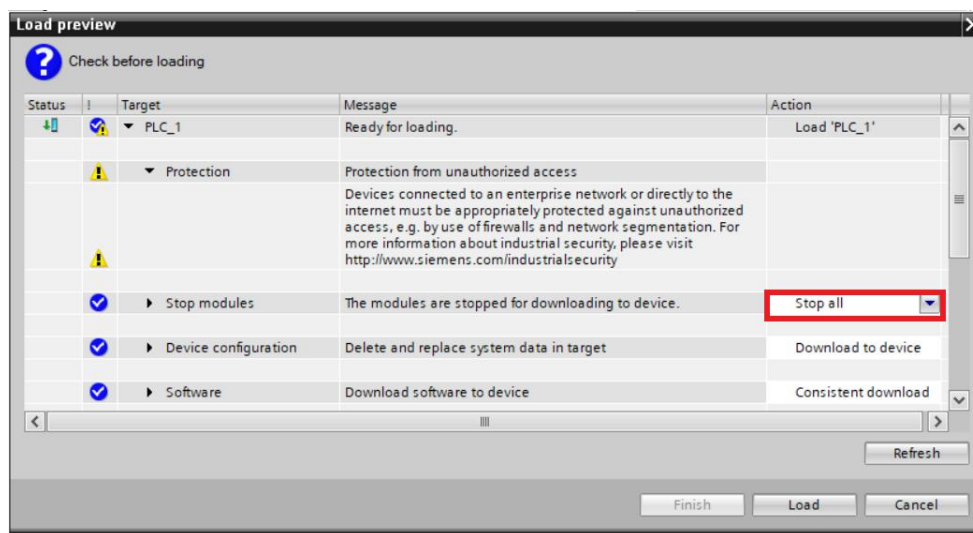 Load preview
Check before loading
Status ! Target Message Action
PLC_1 Ready for loading. Load 'PLC_1'
Protection Protection from unauthorized access
Devices connected to an enterprise network or directly to the
internet must be appropriately protected against unauthorized
access, e.g. by use of firewalls and network segmentation. For
more information about industrial security, please visit
http://www.siemens.com/industrialsecurity
Stop modules The modules are stopped for downloading to device. Stop all
Device configuration Delete and replace system data in target Download to device
Software Download software to device Consistent download
Refresh
Finish Load Cancel